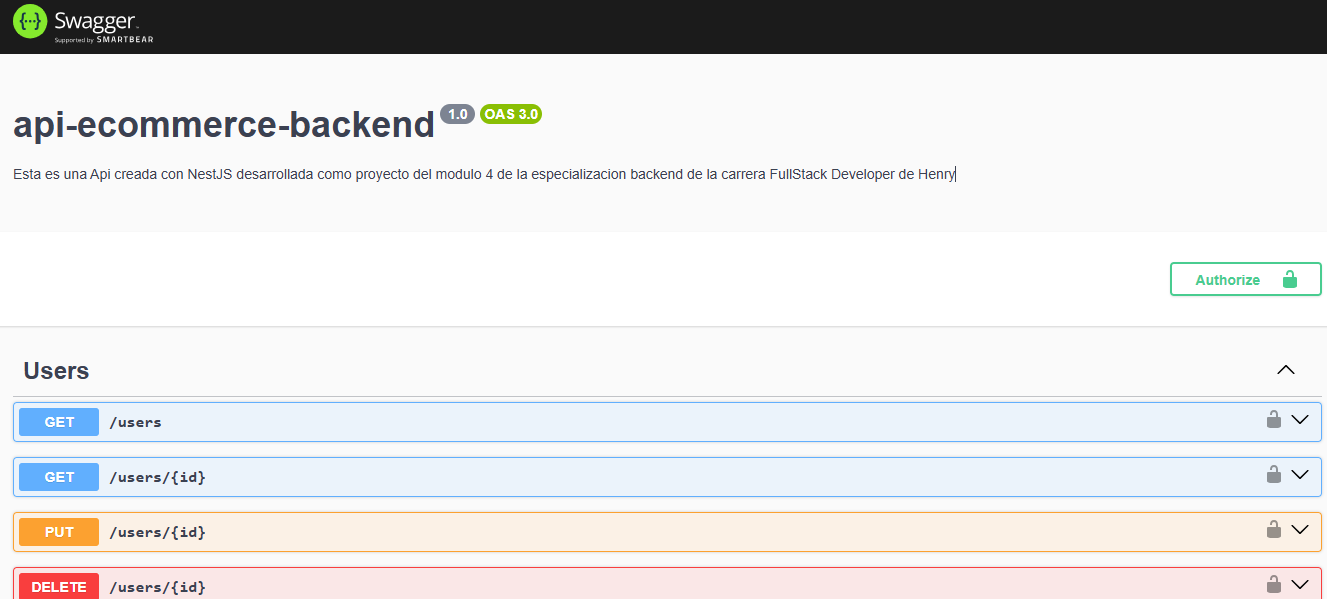 Swagger
Supported by SMARTBEAR
api-ecommerce-backend 1.0 OAS 3.0
Esta es una Api creada con NestJS desarrollada como proyecto del modulo 4 de la especializacion backend de la carrera FullStack Developer de Henry
Authorize
Users
GET /users
GET /users/{id}
PUT /users/{id}
DELETE /users/{id}